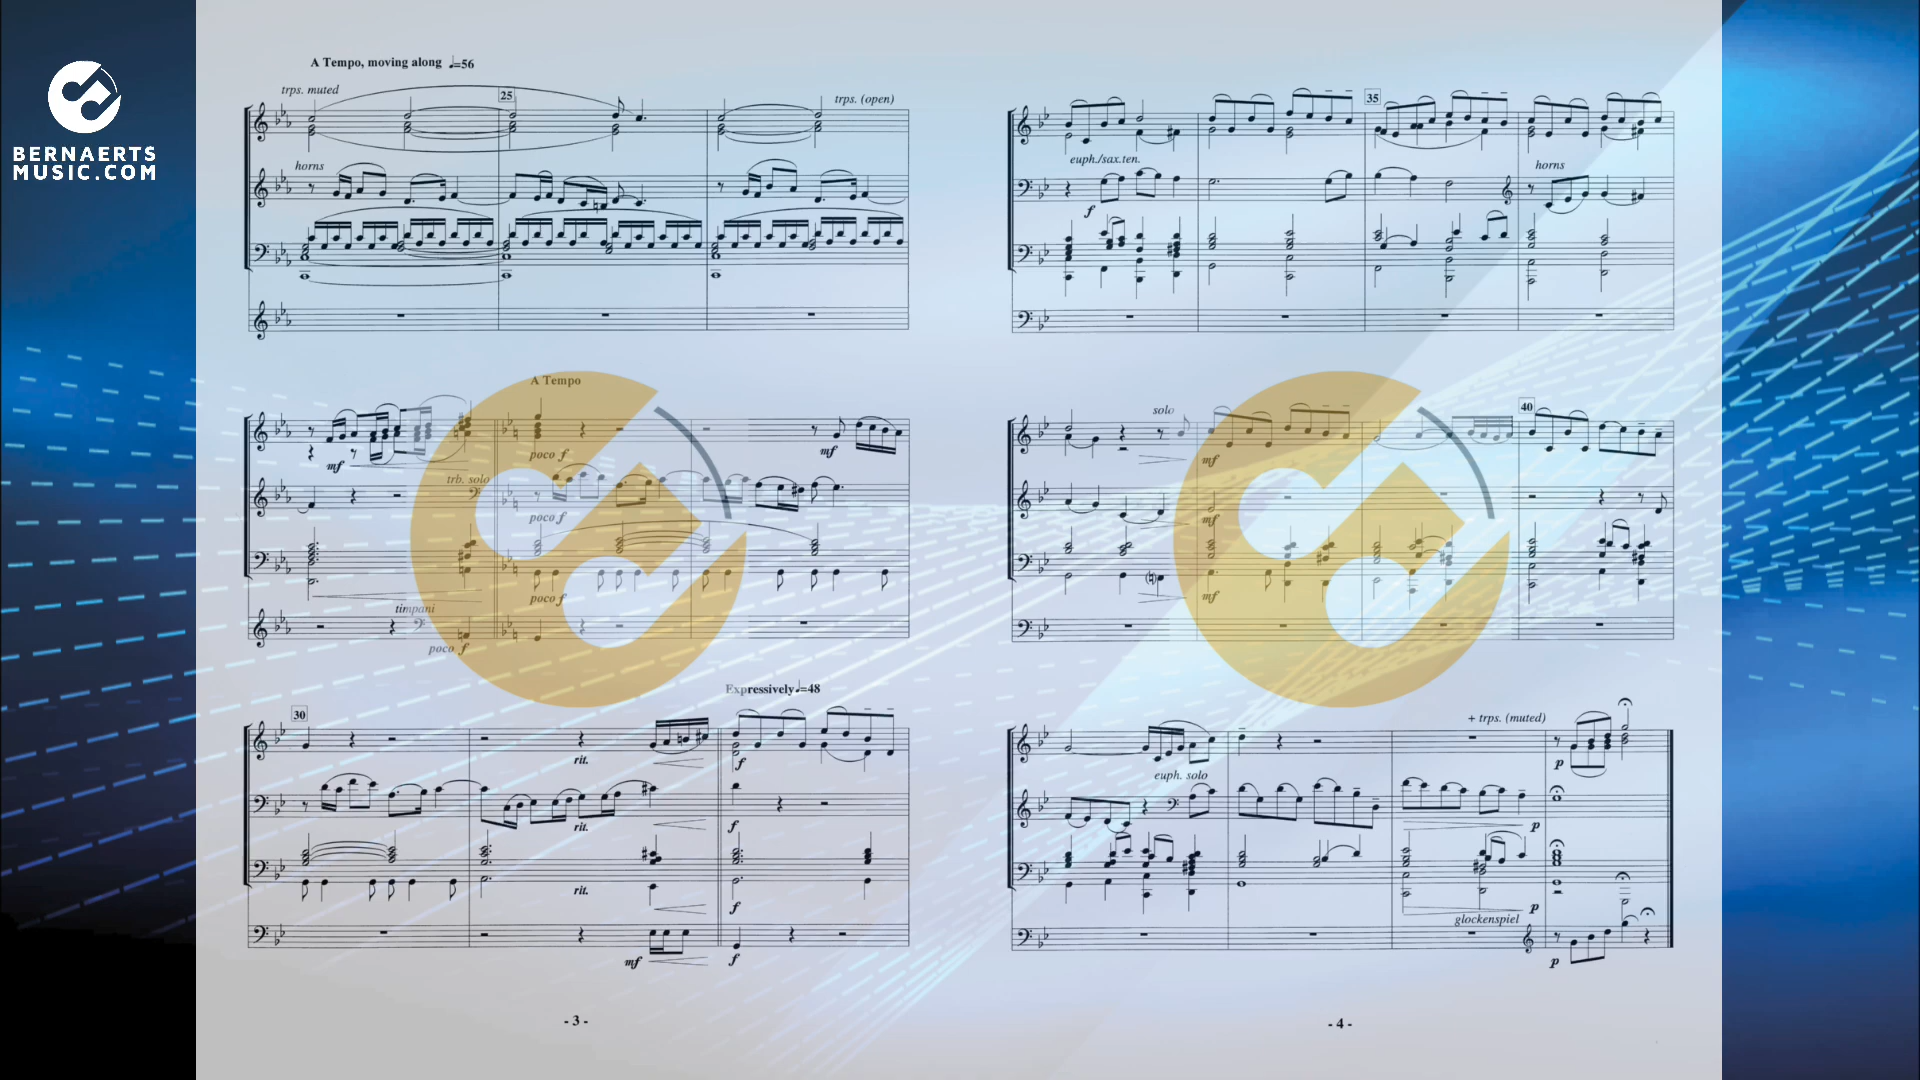 BERNAERTS
MUSIC.COM
A Tempo, moving along ♩=56
trps. muted
25
trps. (open)
horns
A Tempo
mf
poco f
mf
trb. solo
poco f
poco f
timpani
poco f
30
Expressively ♩=48
rit.
f
rit.
f
rit.
f
mf
f
- 3 -
35
euph./sax.ten.
horns
f
solo
40
mf
mf
mf
+ trps. (muted)
p
euph. solo
p
p
glockenspiel
p
- 4 -